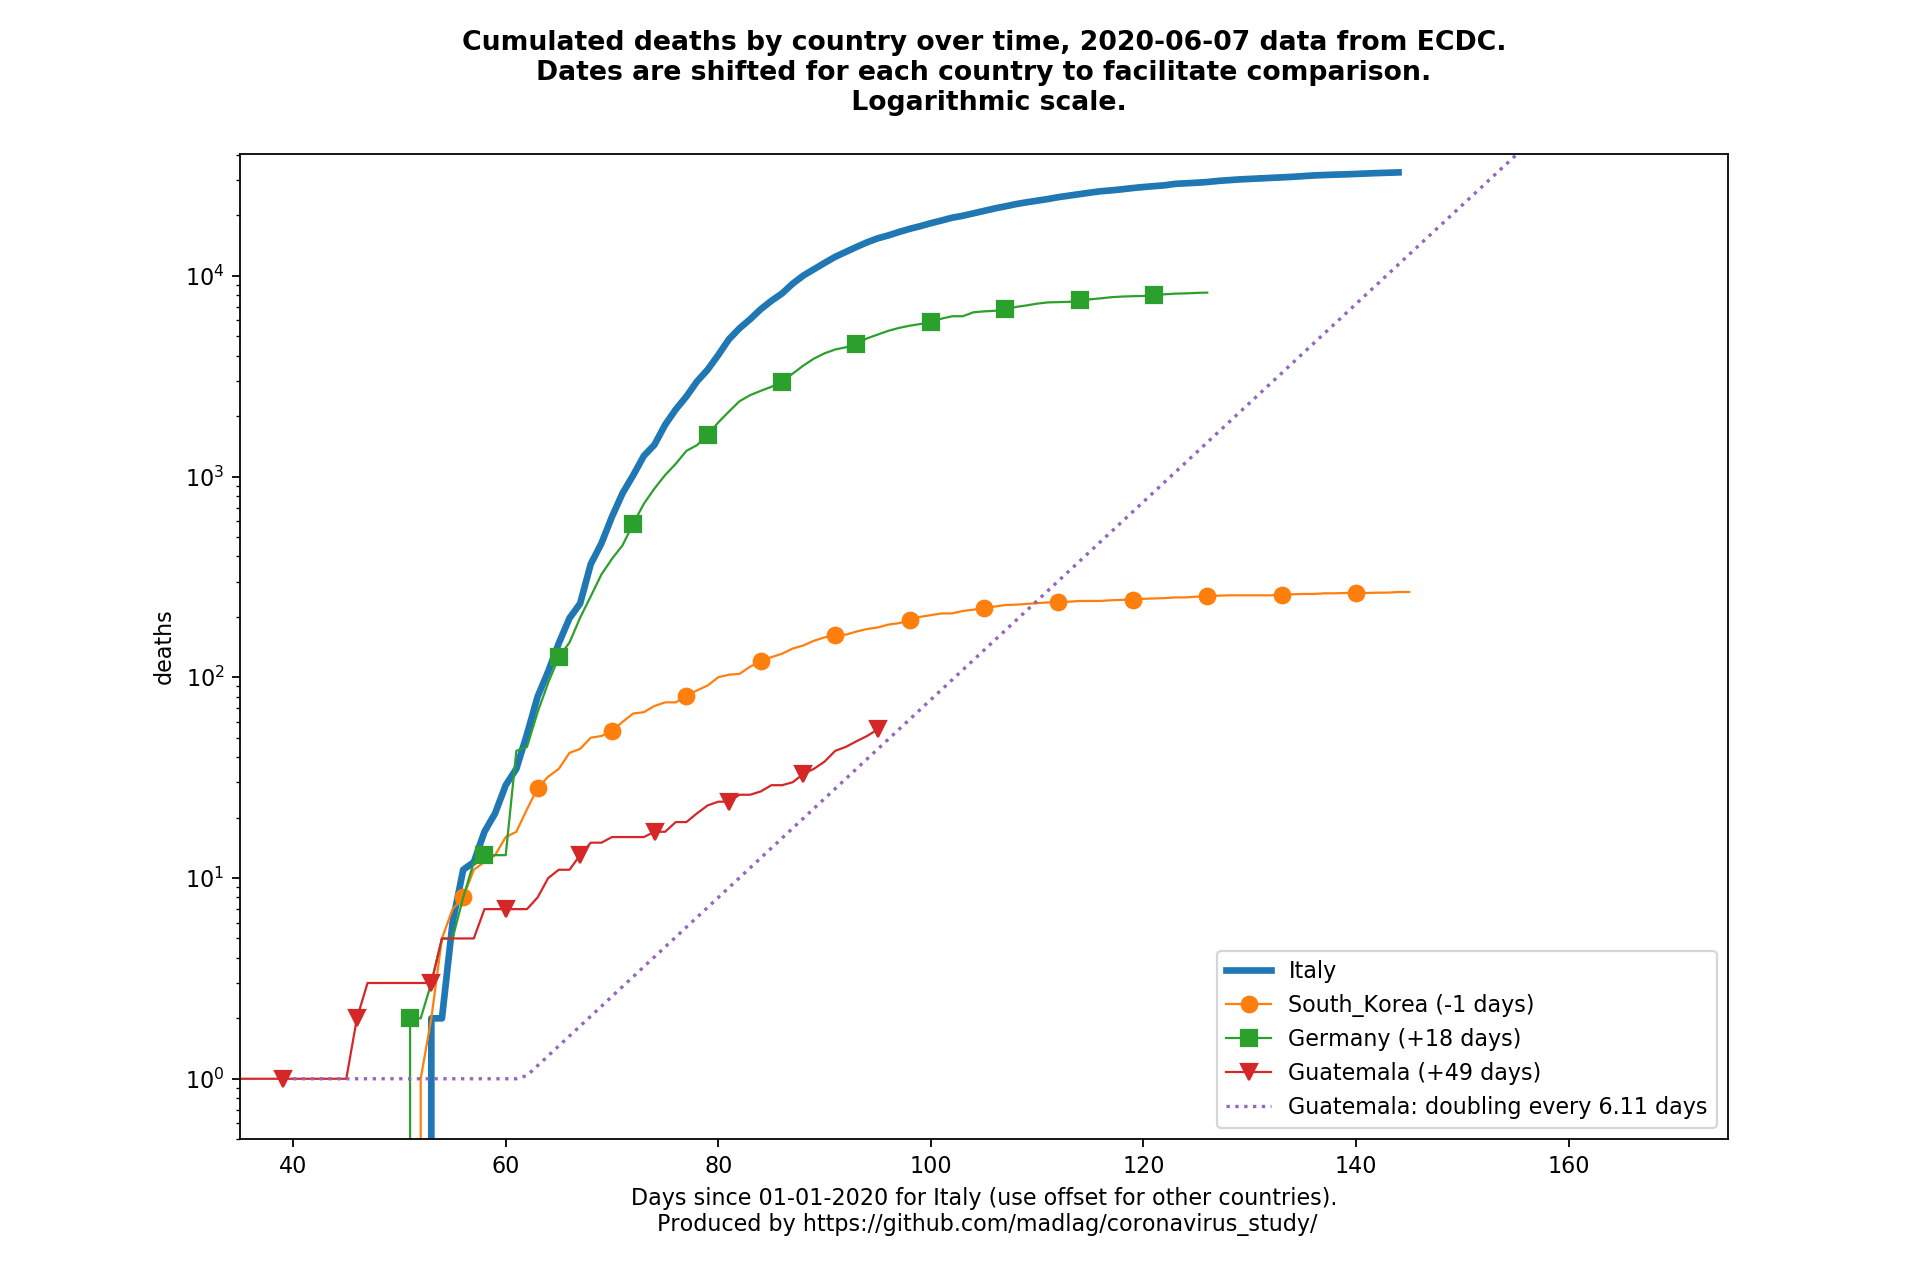 Cumulated deaths by country over time, 2020-06-07 data from ECDC.
Dates are shifted for each country to facilitate comparison.
Logarithmic scale.
deaths
10⁴
10³
10²
10¹
10⁰
40 60 80 100 120 140 160
Italy
South_Korea (-1 days)
Germany (+18 days)
Guatemala (+49 days)
Guatemala: doubling every 6.11 days
Days since 01-01-2020 for Italy (use offset for other countries).
Produced by https://github.com/madlag/coronavirus_study/